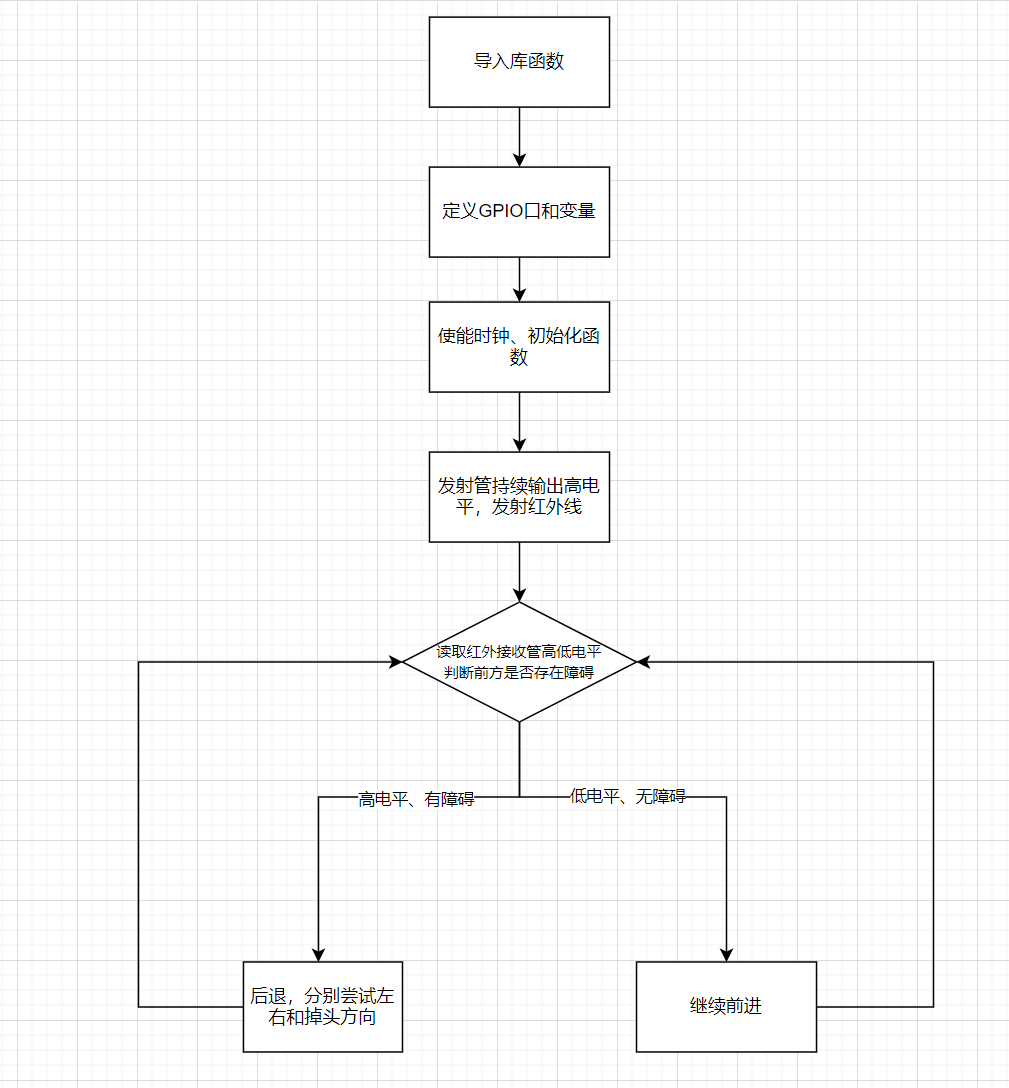 导入库函数
定义GPIO口和变量
使能时钟、初始化函
数
发射管持续输出高电
平，发射红外线
读取红外接收管高低电平
判断前方是否存在障碍
高电平、有障碍
低电平、无障碍
后退，分别尝试左
右和掉头方向
继续前进